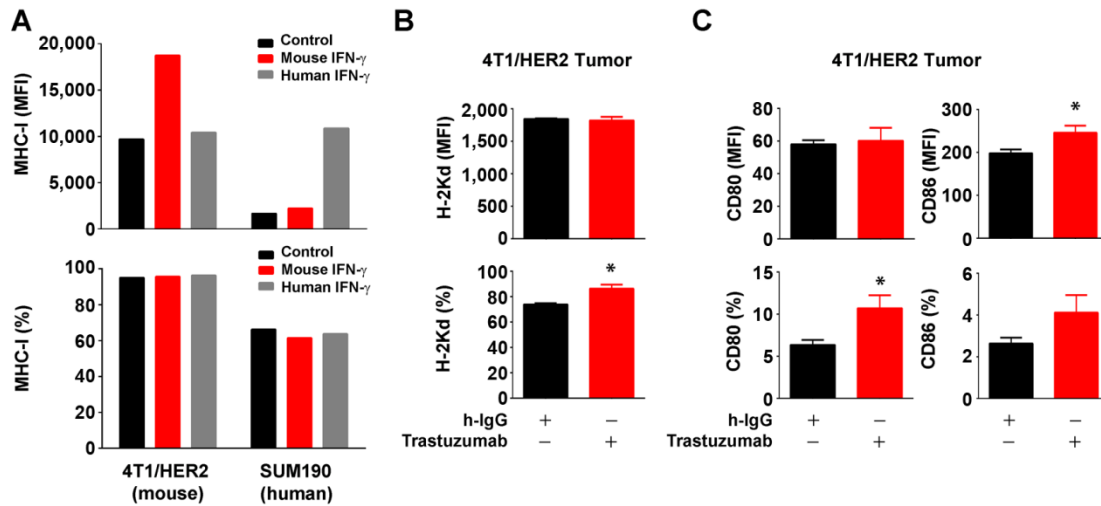 A
MHC-I (MFI)
20,000
15,000
10,000
5,000
0
Control
Mouse IFN-γ
Human IFN-γ
MHC-I (%)
100
80
60
40
20
0
Control
Mouse IFN-γ
Human IFN-γ
4T1/HER2
(mouse)
SUM190
(human)
B
4T1/HER2 Tumor
H-2Kd (MFI)
2,000
1,500
1,000
500
0
H-2Kd (%)
100
80
60
40
20
0
*
h-IgG + −
Trastuzumab − +
C
4T1/HER2 Tumor
CD80 (MFI)
80
60
40
20
0
CD86 (MFI)
300
200
100
0
*
CD80 (%)
15
10
5
0
*
CD86 (%)
6
4
2
0
h-IgG + − + −
Trastuzumab − + − +